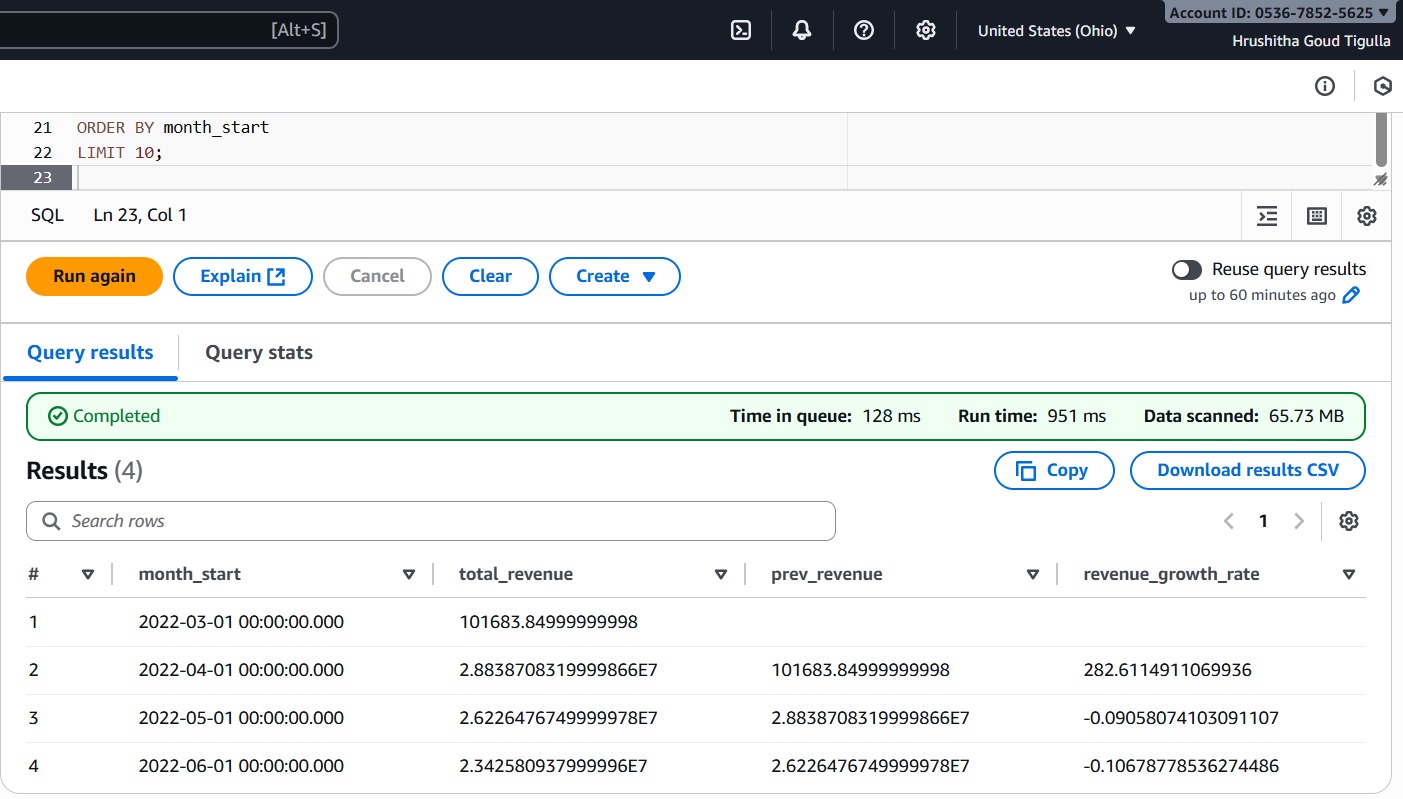 [Alt+S]
United States (Ohio)
Account ID: 0536-7852-5625
Hrushitha Goud Tigulla
21 ORDER BY month_start
22 LIMIT 10;
23
SQL Ln 23, Col 1
Run again Explain Cancel Clear Create
Reuse query results
up to 60 minutes ago
Query results Query stats
Completed Time in queue: 128 ms Run time: 951 ms Data scanned: 65.73 MB
Results (4) Copy Download results CSV
Search rows 1
# month_start total_revenue prev_revenue revenue_growth_rate
1 2022-03-01 00:00:00.000 101683.84999999998
2 2022-04-01 00:00:00.000 2.8838708319999866E7 101683.84999999998 282.6114911069936
3 2022-05-01 00:00:00.000 2.6226476749999978E7 2.8838708319999866E7 -0.09058074103091107
4 2022-06-01 00:00:00.000 2.342580937999996E7 2.6226476749999978E7 -0.10678778536274486